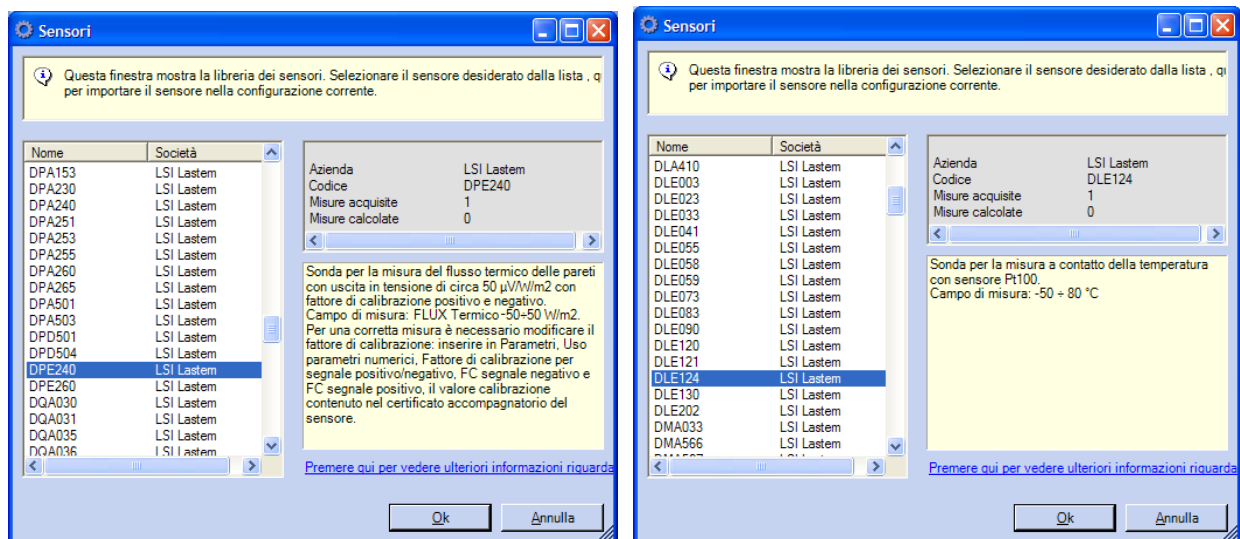 Sensori
Questa finestra mostra la libreria dei sensori. Selezionare il sensore desiderato dalla lista , q
per importare il sensore nella configurazione corrente.
Nome Società
DPA153 LSI Lastem
DPA230 LSI Lastem
DPA240 LSI Lastem
DPA251 LSI Lastem
DPA253 LSI Lastem
DPA255 LSI Lastem
DPA260 LSI Lastem
DPA265 LSI Lastem
DPA501 LSI Lastem
DPA503 LSI Lastem
DPD501 LSI Lastem
DPD504 LSI Lastem
DPE240 LSI Lastem
DPE260 LSI Lastem
DQA030 LSI Lastem
DQA031 LSI Lastem
DQA035 LSI Lastem
DQA036 LSI Lastem
Azienda LSI Lastem
Codice DPE240
Misure acquisite 1
Misure calcolate 0
Sonda per la misura del flusso termico delle pareti
con uscita in tensione di circa 50 µV/W/m2 con
fattore di calibrazione positivo e negativo.
Campo di misura: FLUX Termico -50÷50 W/m2.
Per una corretta misura è necessario modificare il
fattore di calibrazione: inserire in Parametri, Uso
parametri numerici, Fattore di calibrazione per
segnale positivo/negativo, FC segnale negativo e
FC segnale positivo, il valore calibrazione
contenuto nel certificato accompagnatorio del
sensore.
Premere qui per vedere ulteriori informazioni riguarda
Ok Annulla
Sensori
Questa finestra mostra la libreria dei sensori. Selezionare il sensore desiderato dalla lista , qu
per importare il sensore nella configurazione corrente.
Nome Società
DLA410 LSI Lastem
DLE003 LSI Lastem
DLE023 LSI Lastem
DLE033 LSI Lastem
DLE041 LSI Lastem
DLE055 LSI Lastem
DLE058 LSI Lastem
DLE059 LSI Lastem
DLE073 LSI Lastem
DLE083 LSI Lastem
DLE090 LSI Lastem
DLE120 LSI Lastem
DLE121 LSI Lastem
DLE124 LSI Lastem
DLE130 LSI Lastem
DLE202 LSI Lastem
DMA033 LSI Lastem
DMA566 LSI Lastem
Azienda LSI Lastem
Codice DLE124
Misure acquisite 1
Misure calcolate 0
Sonda per la misura a contatto della temperatura
con sensore Pt100.
Campo di misura: -50 ÷ 80 °C
Premere qui per vedere ulteriori informazioni riguarda
Ok Annulla